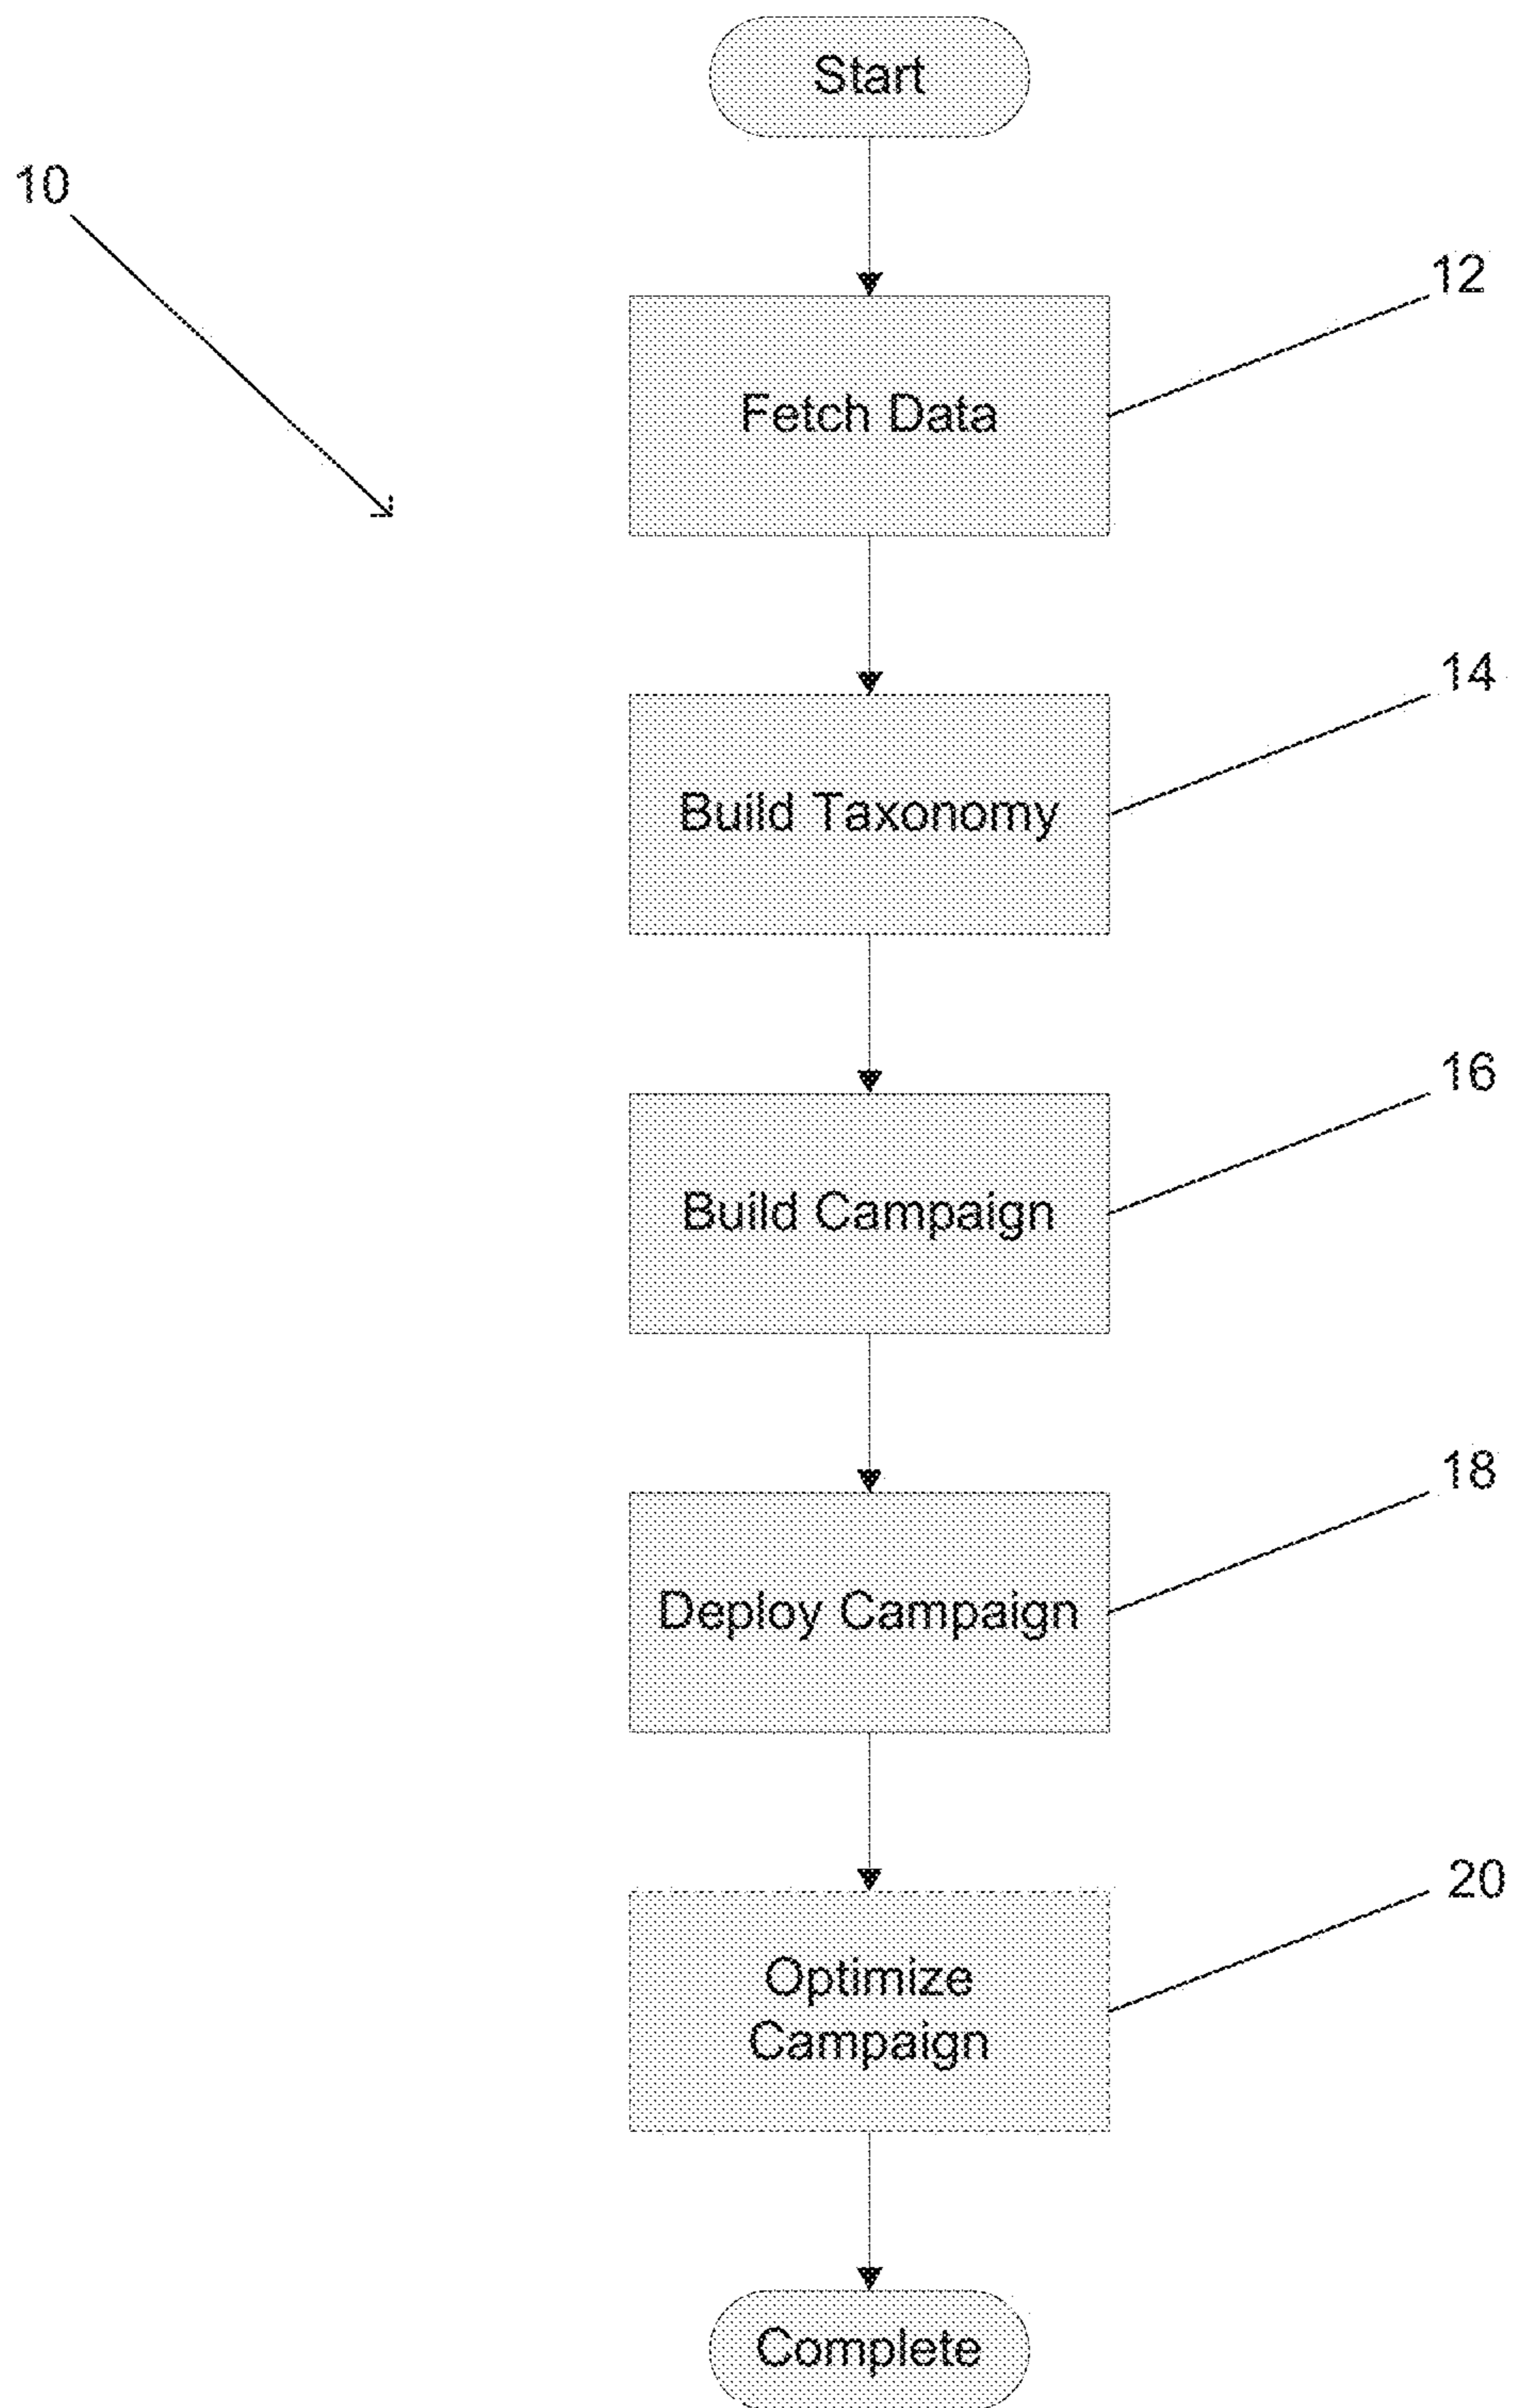 Start
10
12
Fetch Data
14
Build Taxonomy
16
Build Campaign
18
Deploy Campaign
20
Optimize
Campaign
Complete